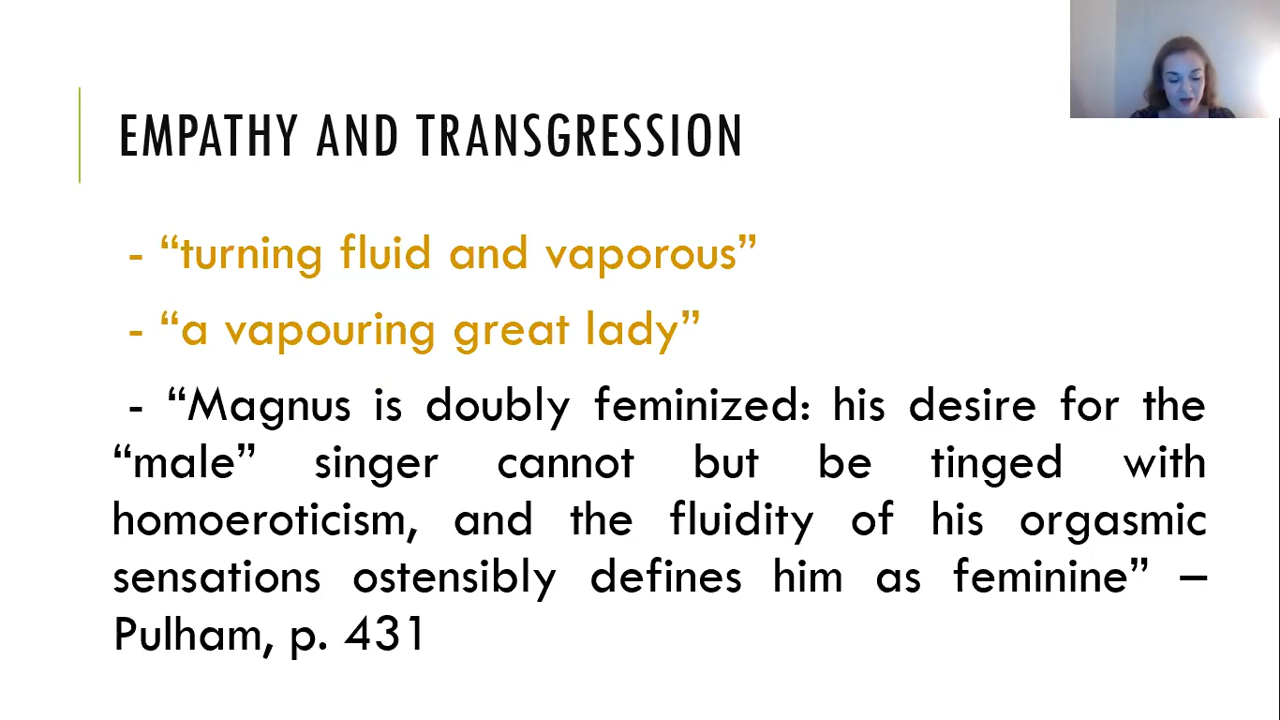 EMPATHY AND TRANSGRESSION
- “turning fluid and vaporous”
- “a vapouring great lady”
- “Magnus is doubly feminized: his desire for the
“male” singer cannot but be tinged with
homoeroticism, and the fluidity of his orgasmic
sensations ostensibly defines him as feminine” –
Pulham, p. 431